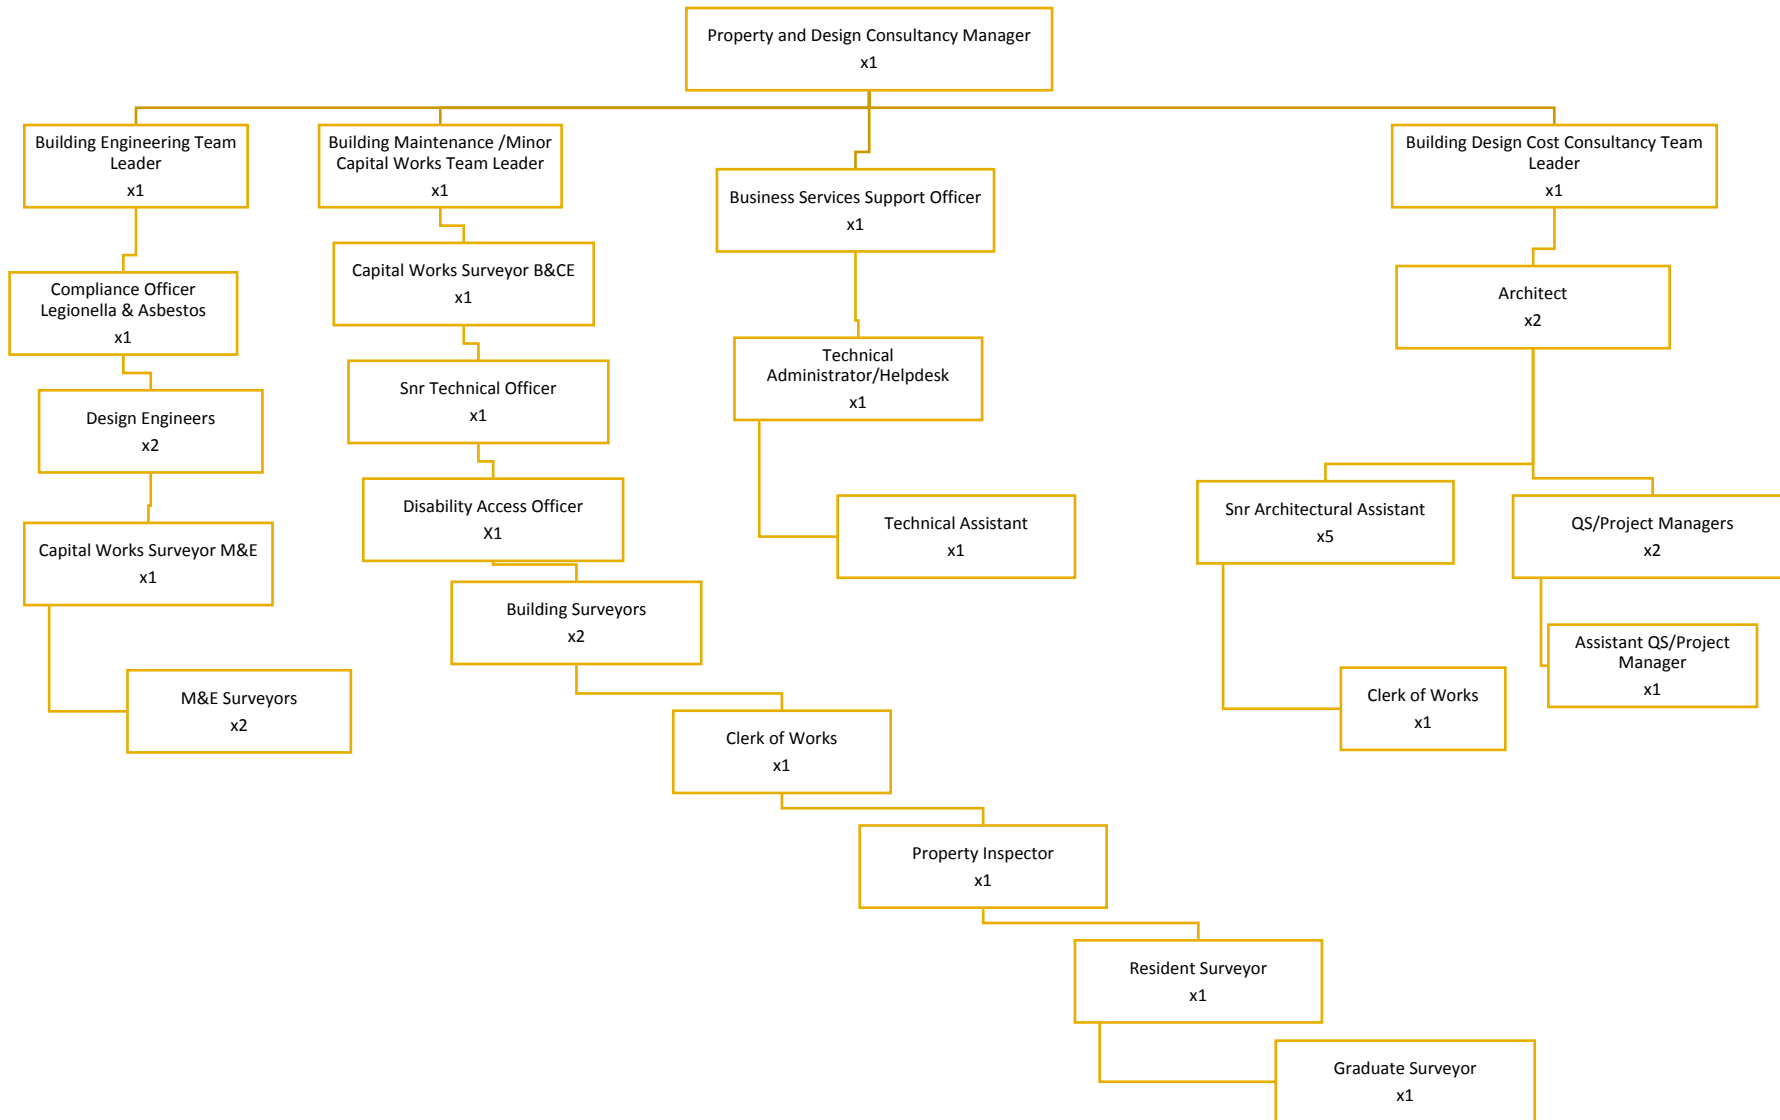 Property and Design Consultancy Manager
x1
Building Engineering Team
Leader
x1
Building Maintenance /Minor
Capital Works Team Leader
x1
Business Services Support Officer
x1
Building Design Cost Consultancy Team
Leader
x1
Compliance Officer
Legionella & Asbestos
x1
Design Engineers
x2
Capital Works Surveyor M&E
x1
M&E Surveyors
x2
Capital Works Surveyor B&CE
x1
Snr Technical Officer
x1
Disability Access Officer
X1
Building Surveyors
x2
Clerk of Works
x1
Property Inspector
x1
Resident Surveyor
x1
Graduate Surveyor
x1
Technical
Administrator/Helpdesk
x1
Technical Assistant
x1
Architect
x2
Snr Architectural Assistant
x5
Clerk of Works
x1
QS/Project Managers
x2
Assistant QS/Project
Manager
x1